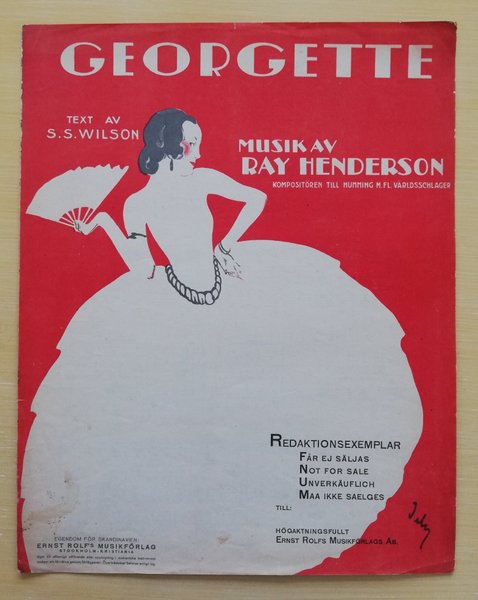 GEORGETTE
TEXT AV
S.S. WILSON
MUSIK AV
RAY HENDERSON
KOMPOSITÖREN TILL HUMMING M.FL VÄRLDSSCHLAGER
REDAKTIONSEXEMPLAR
FÅR EJ SÄLJAS
NOT FOR SALE
UNVERKÄUFLICH
MAA IKKE SAELGES
TILL:
HÖGAKTNINGSFULLT
ERNST ROLFS MUSIKFÖRLAGS AB.
EGENDOM FÖR SKANDINAVIEN:
ERNST ROLF'S MUSIKFÖRLAG
STOCKHOLM - KRISTIANIA